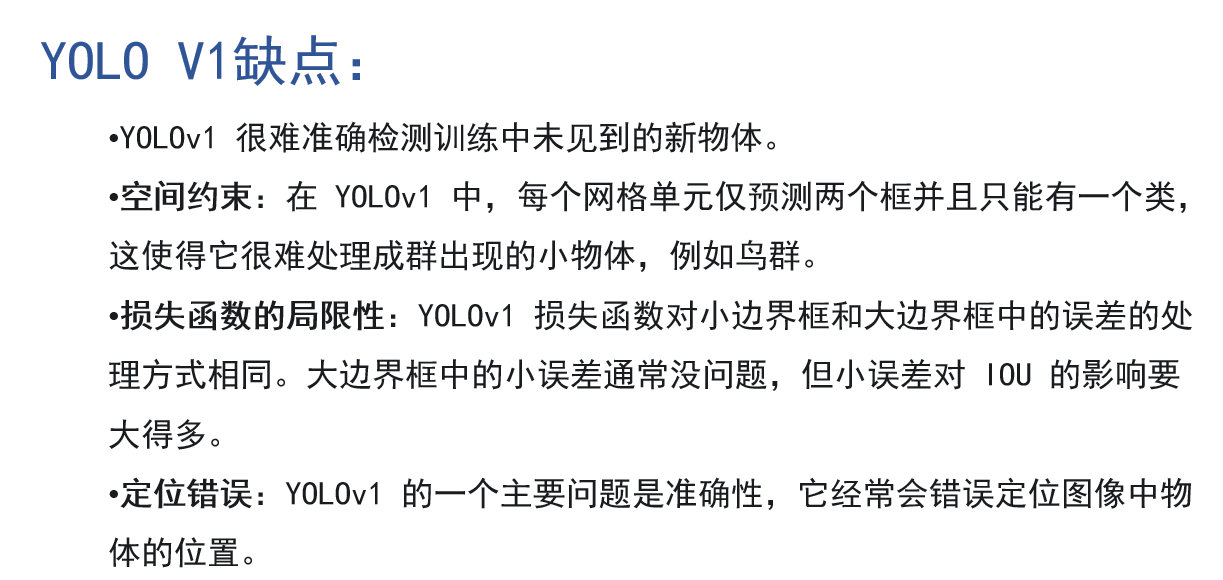 YOLO V1缺点：
•YOLOv1 很难准确检测训练中未见到的新物体。
•空间约束：在 YOLOv1 中，每个网格单元仅预测两个框并且只能有一个类，
这使得它很难处理成群出现的小物体，例如鸟群。
•损失函数的局限性：YOLOv1 损失函数对小边界框和大边界框中的误差的处
理方式相同。大边界框中的小误差通常没问题，但小误差对 IOU 的影响要
大得多。
•定位错误：YOLOv1 的一个主要问题是准确性，它经常会错误定位图像中物
体的位置。